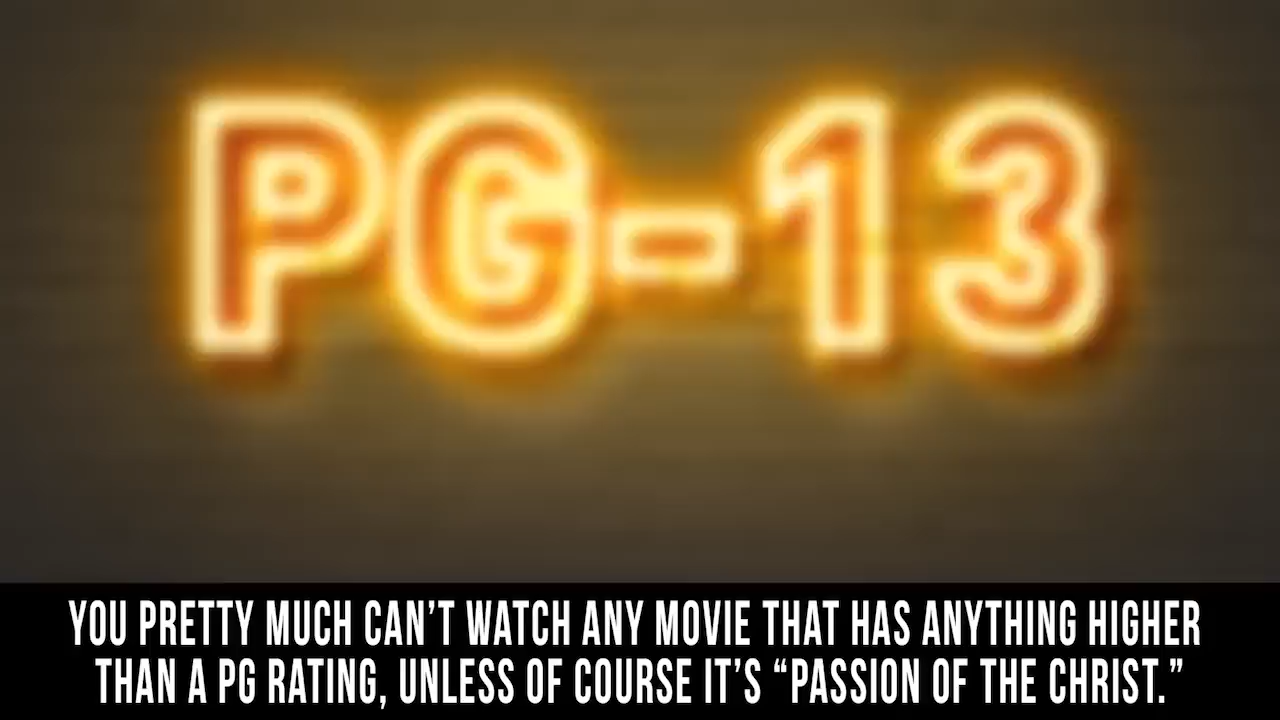 PG-13
YOU PRETTY MUCH CAN’T WATCH ANY MOVIE THAT HAS ANYTHING HIGHER
THAN A PG RATING, UNLESS OF COURSE IT’S “PASSION OF THE CHRIST.”